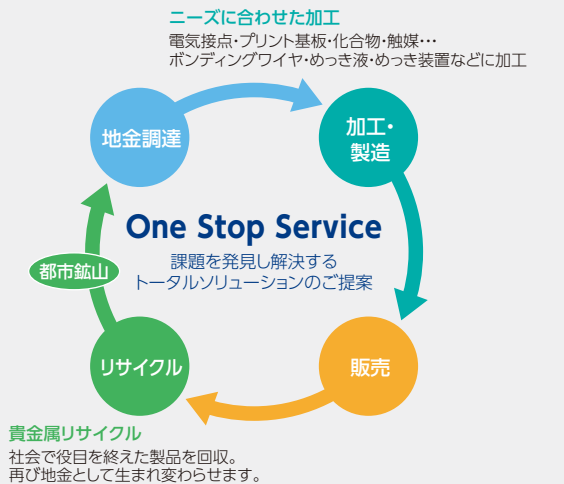 ニーズに合わせた加工
電気接点・プリント基板・化合物・触媒・・・
ボンディングワイヤ・めっき液・めっき装置などに加工
地金調達
加工・
製造
One Stop Service
課題を発見し解決する
トータルソリューションのご提案
都市鉱山
リサイクル
販売
貴金属リサイクル
社会で役目を終えた製品を回収。
再び地金として生まれ変わらせます。